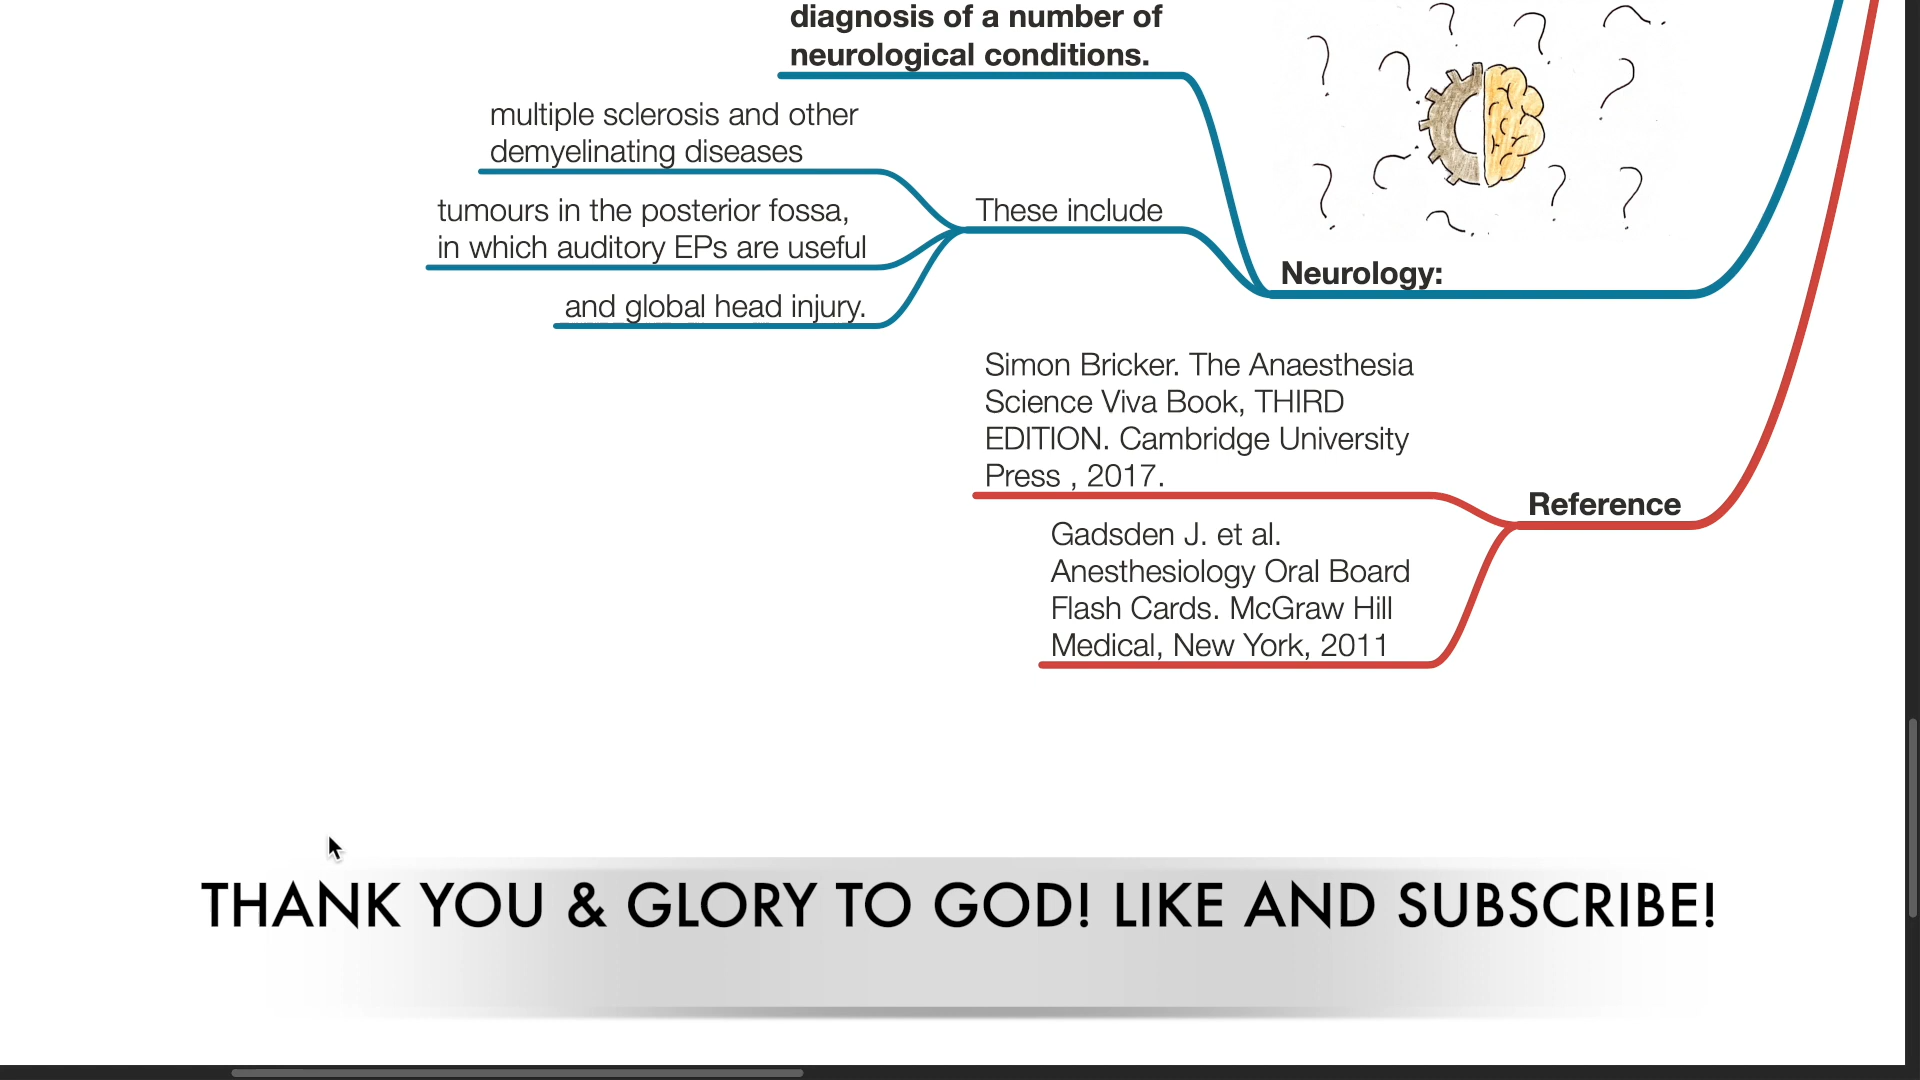 diagnosis of a number of
neurological conditions.
multiple sclerosis and other
demyelinating diseases
tumours in the posterior fossa,
in which auditory EPs are useful
These include
and global head injury.
Neurology:
Simon Bricker. The Anaesthesia
Science Viva Book, THIRD
EDITION. Cambridge University
Press , 2017.
Reference
Gadsden J. et al.
Anesthesiology Oral Board
Flash Cards. McGraw Hill
Medical, New York, 2011
THANK YOU & GLORY TO GOD! LIKE AND SUBSCRIBE!